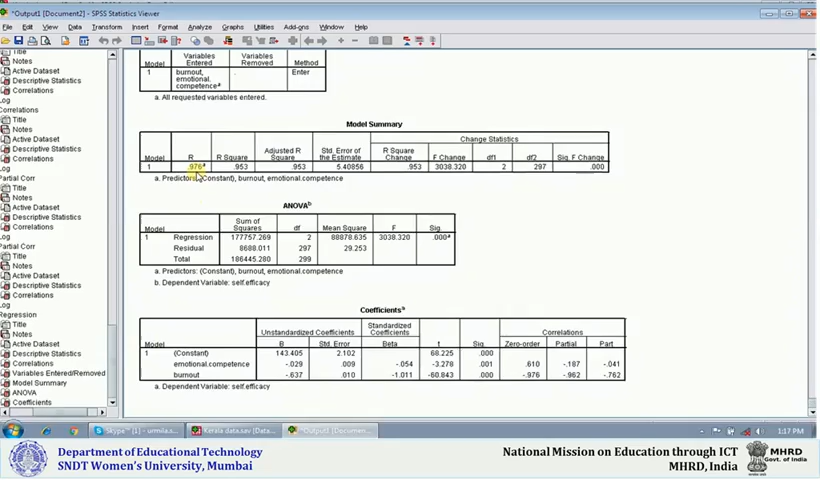 *Output1 [Document2] - SPSS Statistics Viewer
File Edit View Data Transform Insert Format Analyze Graphs Utilities Add-ons Window Help
Title
Notes
Active Dataset
Descriptive Statistics
Correlations
Log
Correlations
Title
Notes
Active Dataset
Descriptive Statistics
Correlations
Log
Partial Corr
Title
Notes
Active Dataset
Descriptive Statistics
Correlations
Log
Partial Corr
Title
Notes
Active Dataset
Descriptive Statistics
Correlations
Log
Regression
Title
Notes
Active Dataset
Descriptive Statistics
Correlations
Variables Entered/Removed
Model Summary
ANOVA
Coefficients
Model Variables Entered Variables Removed Method
1 burnout, emotional.competenceᵃ . Enter
a. All requested variables entered.
Model Summary
Change Statistics
Model R R Square Adjusted R Square Std. Error of the Estimate R Square Change F Change df1 df2 Sig. F Change
1 .976ᵃ .953 .953 5.40856 .953 3038.320 2 297 .000
a. Predictors: (Constant), burnout, emotional.competence
ANOVAᵇ
Model Sum of Squares df Mean Square F Sig.
1 Regression 177757.269 2 88878.635 3038.320 .000ᵃ
Residual 8688.011 297 29.253
Total 186445.280 299
a. Predictors: (Constant), burnout, emotional.competence
b. Dependent Variable: self.efficacy
Coefficientsᵃ
Unstandardized Coefficients Standardized Coefficients Correlations
Model B Std. Error Beta t Sig. Zero-order Partial Part
1 (Constant) 143.405 2.102 68.225 .000
emotional.competence -.029 .009 -.054 -3.278 .001 .610 -.187 -.041
burnout -.637 .010 -1.011 -60.843 .000 -.976 -.962 -.762
a. Dependent Variable: self.efficacy
Skype™ [1] - urmila.s... Kerala data.sav [Data... *Output1 [Document... 1:17 PM
Department of Educational Technology
SNDT Women's University, Mumbai
National Mission on Education through ICT
MHRD, India
MHRD
Govt. of India